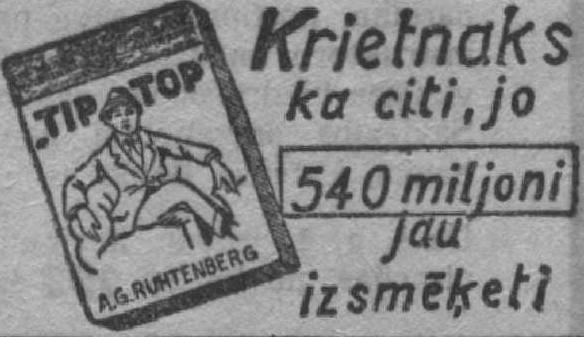 „TIP TOP”
A.G. RUHTENBERG
Krietnaks
ka citi, jo
540 miljoni
jau
izsmēķeti